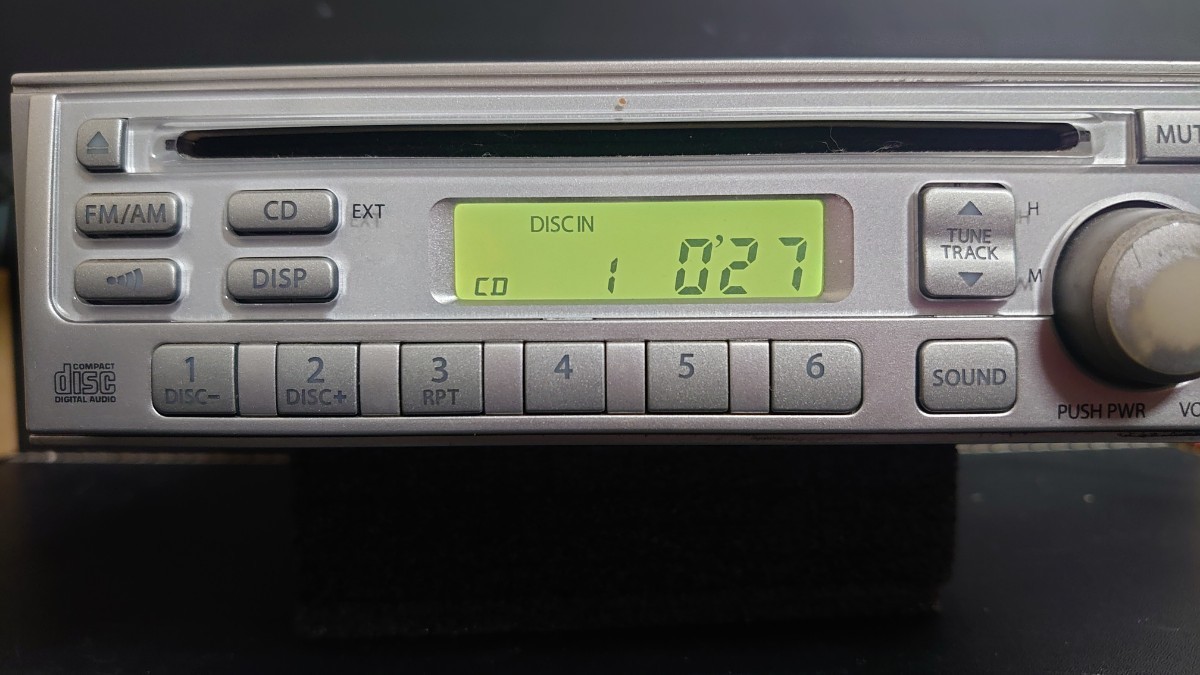 MUT
FM/AM
CD
EXT
DISC IN
CD 1 0'27
TUNE
TRACK
H
M
DISP
COMPACT
disc
DIGITAL AUDIO
1
DISC−
2
DISC+
3
RPT
4
5
6
SOUND
PUSH PWR
VO